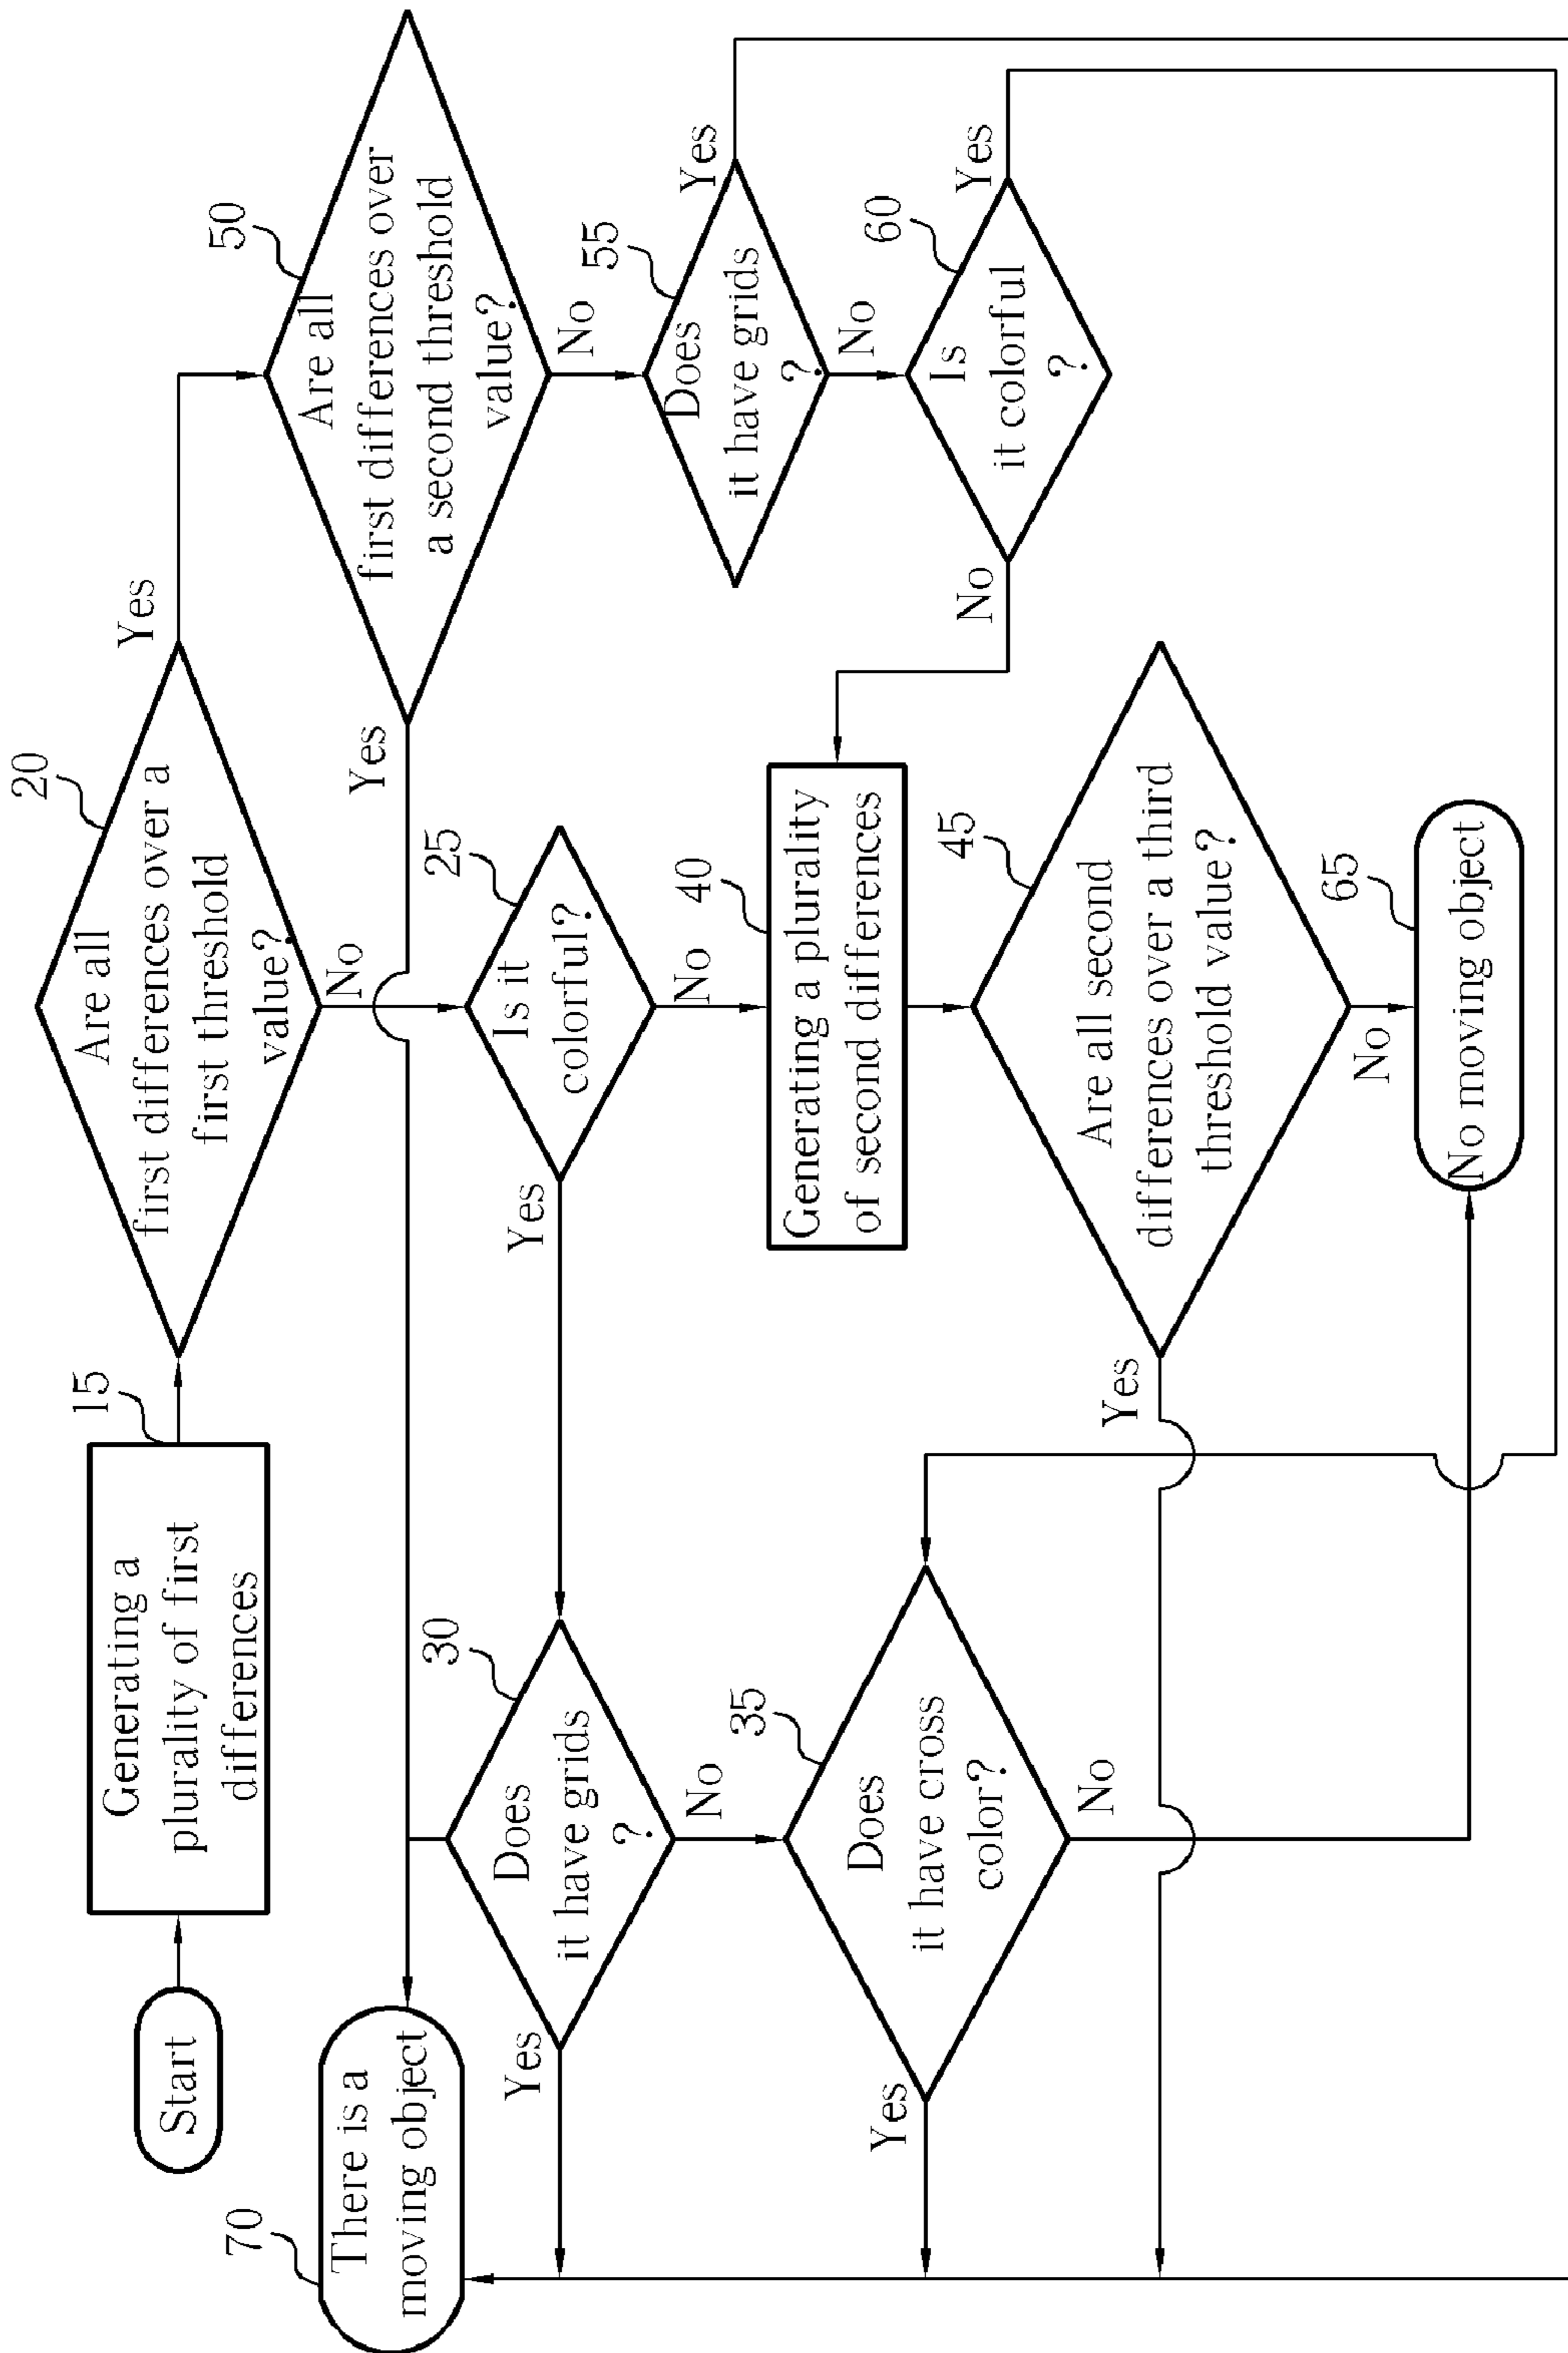 Start
15
Generating a
plurality of first
differences
20
Are all
first differences over a
first threshold
value?
Yes
No
50
Are all
first differences over
a second threshold
value?
Yes
No
70
There is a
moving object
25
Is it
colorful?
Yes
No
55
Does
it have grids
?
Yes
No
30
Does
it have grids
?
Yes
No
40
Generating a plurality
of second differences
60
Is
it colorful
?
Yes
No
35
Does
it have cross
color?
Yes
No
45
Are all second
differences over a third
threshold value?
Yes
No
65
No moving object